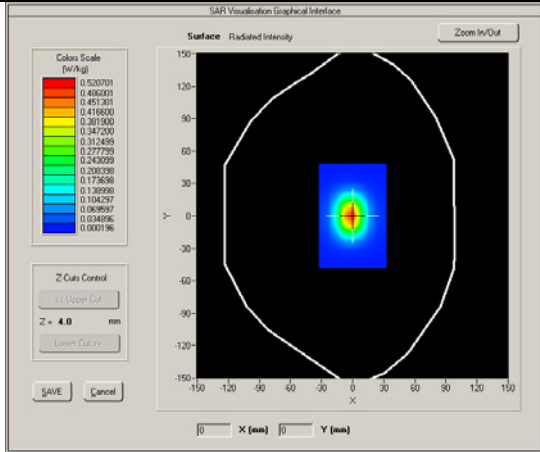 SAR Visualisation Graphical Interface
Surface Radiated Intensity
Zoom In/Out
Colors Scale
(W/kg)
0.520701
0.486001
0.451301
0.416600
0.381900
0.347200
0.312499
0.277799
0.243099
0.208398
0.173698
0.138998
0.104297
0.069597
0.034896
0.000196
Z-Cuts Control
<< Upper Cut
Z = 4.0 mm
Lower Cut >>
SAVE Cancel
150
120
90
60
30
0
-30
-60
-90
-120
-150
Y
-150 -120 -90 -60 -30 0 30 60 90 120 150
X
0 X (mm) 0 Y (mm)